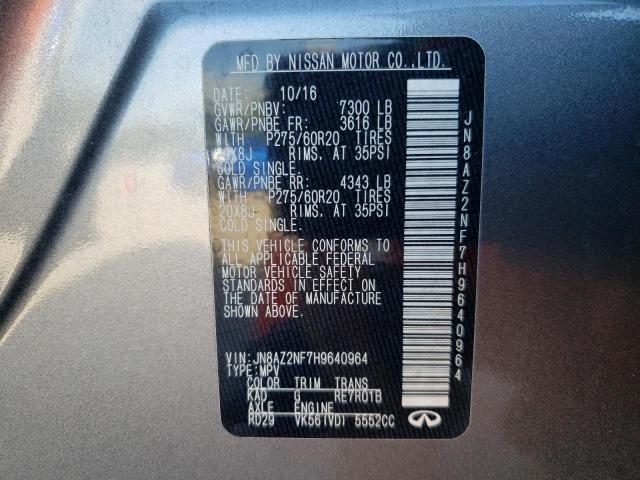 MFD BY NISSAN MOTOR CO.,LTD.
DATE: 10/16
GVWR/PNBV: 7300 LB
GAWR/PNBE FR: 3616 LB
WITH P275/60R20 TIRES
X8J RIMS. AT 35PSI
COLD SINGLE.
GAWR/PNBE RR: 4343 LB
WITH P275/60R20 TIRES
20X8J RIMS. AT 35PSI
COLD SINGLE.
THIS VEHICLE CONFORMS TO
ALL APPLICABLE FEDERAL
MOTOR VEHICLE SAFETY
STANDARDS IN EFFECT ON
THE DATE OF MANUFACTURE
SHOWN ABOVE.
VIN: JN8AZ2NF7H9640964
TYPE: MPV
COLOR TRIM TRANS
KAD G RE7R01B
AXLE ENGINE
RD29 VK56(VD) 5552CC
JN8AZ2NF7H9640964